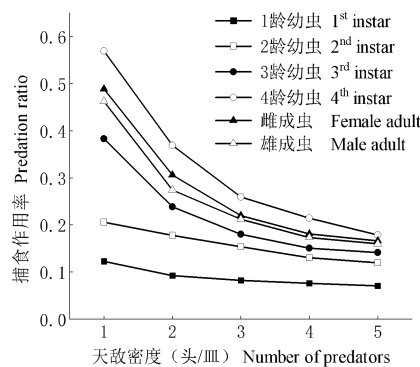 1龄幼虫 1st instar
2龄幼虫 2nd instar
3龄幼虫 3rd instar
4龄幼虫 4th instar
雌成虫 Female adult
雄成虫 Male adult
捕食作用率 Predation ratio
0.6
0.5
0.4
0.3
0.2
0.1
0.0
1 2 3 4 5
天敌密度（头/皿） Number of predators